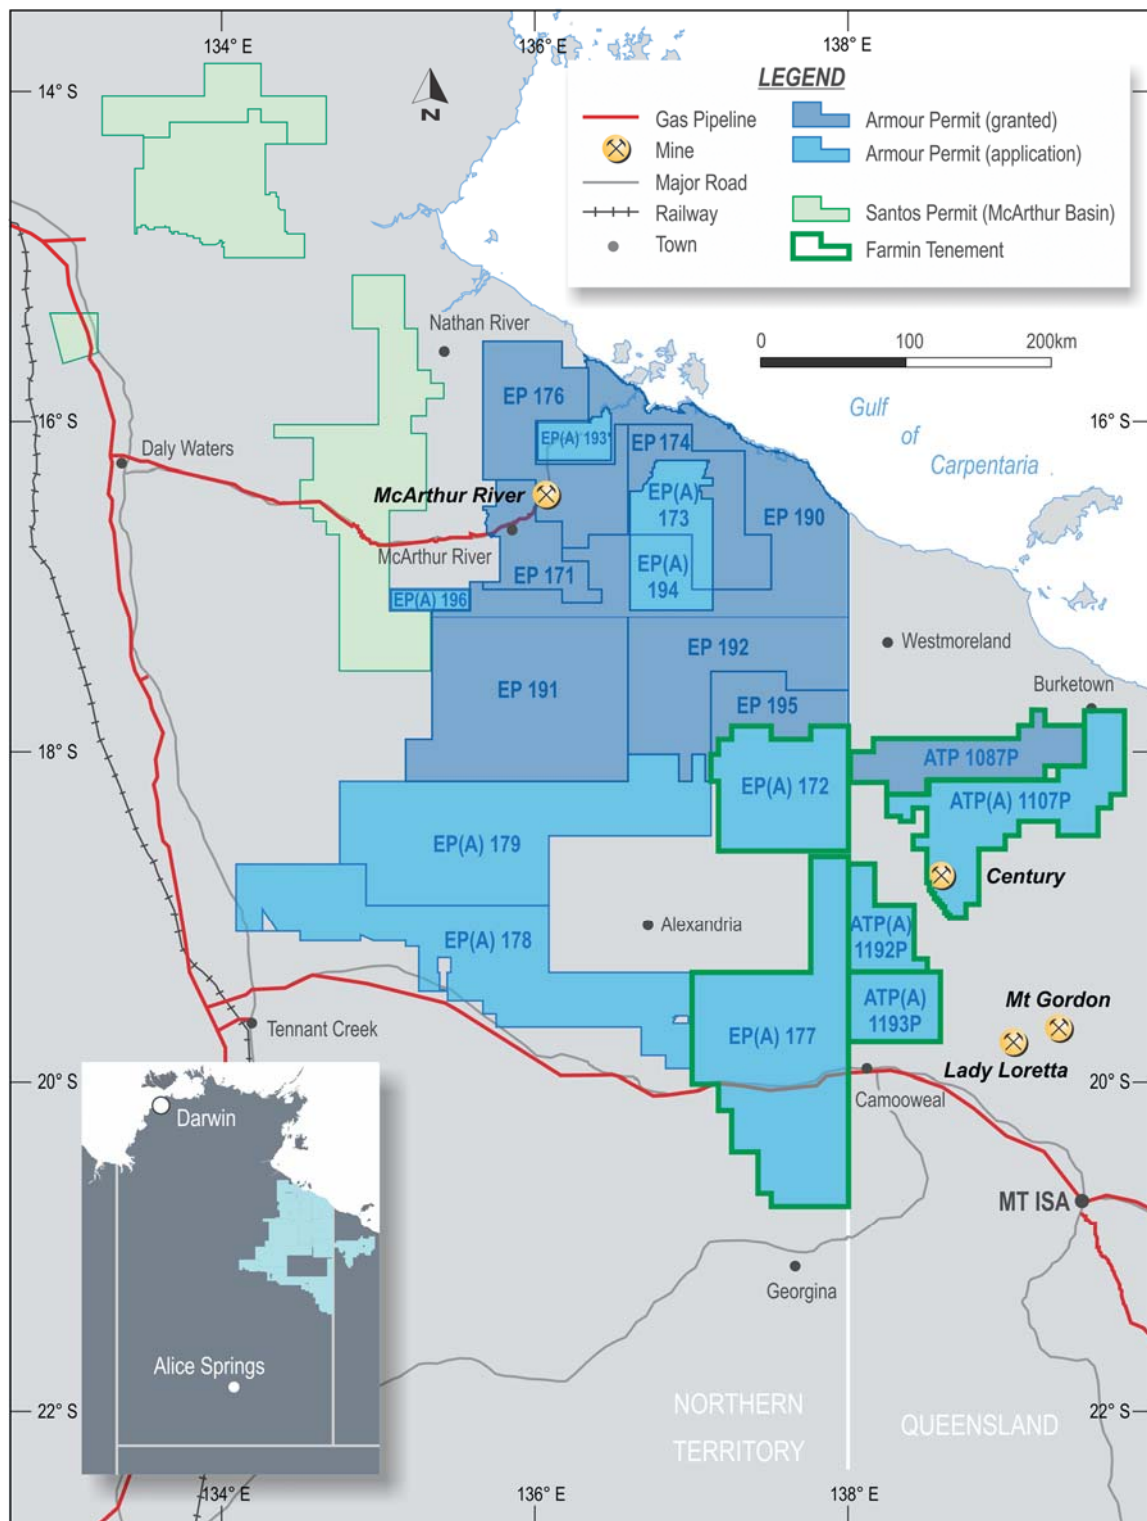 134° E
136° E
138° E
14° S
LEGEND
Gas Pipeline
Armour Permit (granted)
Mine
Armour Permit (application)
Major Road
Railway
Santos Permit (McArthur Basin)
Town
Farmin Tenement
N
Nathan River
0
100
200km
EP 176
16° S
Gulf
of
Carpentaria
16° S
EP(A) 193*
EP 174
Daly Waters
McArthur River
EP(A)
173
EP 190
McArthur River
EP 171
EP(A)
194
EP(A) 196
EP 192
Westmoreland
EP 191
Burketown
EP 195
18° S
18° S
ATP 1087P
EP(A) 172
ATP(A) 1107P
EP(A) 179
Century
Alexandria
EP(A) 178
ATP(A)
1192P
ATP(A)
1193P
Mt Gordon
Tennant Creek
EP(A) 177
Lady Loretta
20° S
20° S
Camooweal
Darwin
MT ISA
Georgina
Alice Springs
22° S
NORTHERN
TERRITORY
QUEENSLAND
22° S
134° E
136° E
138° E